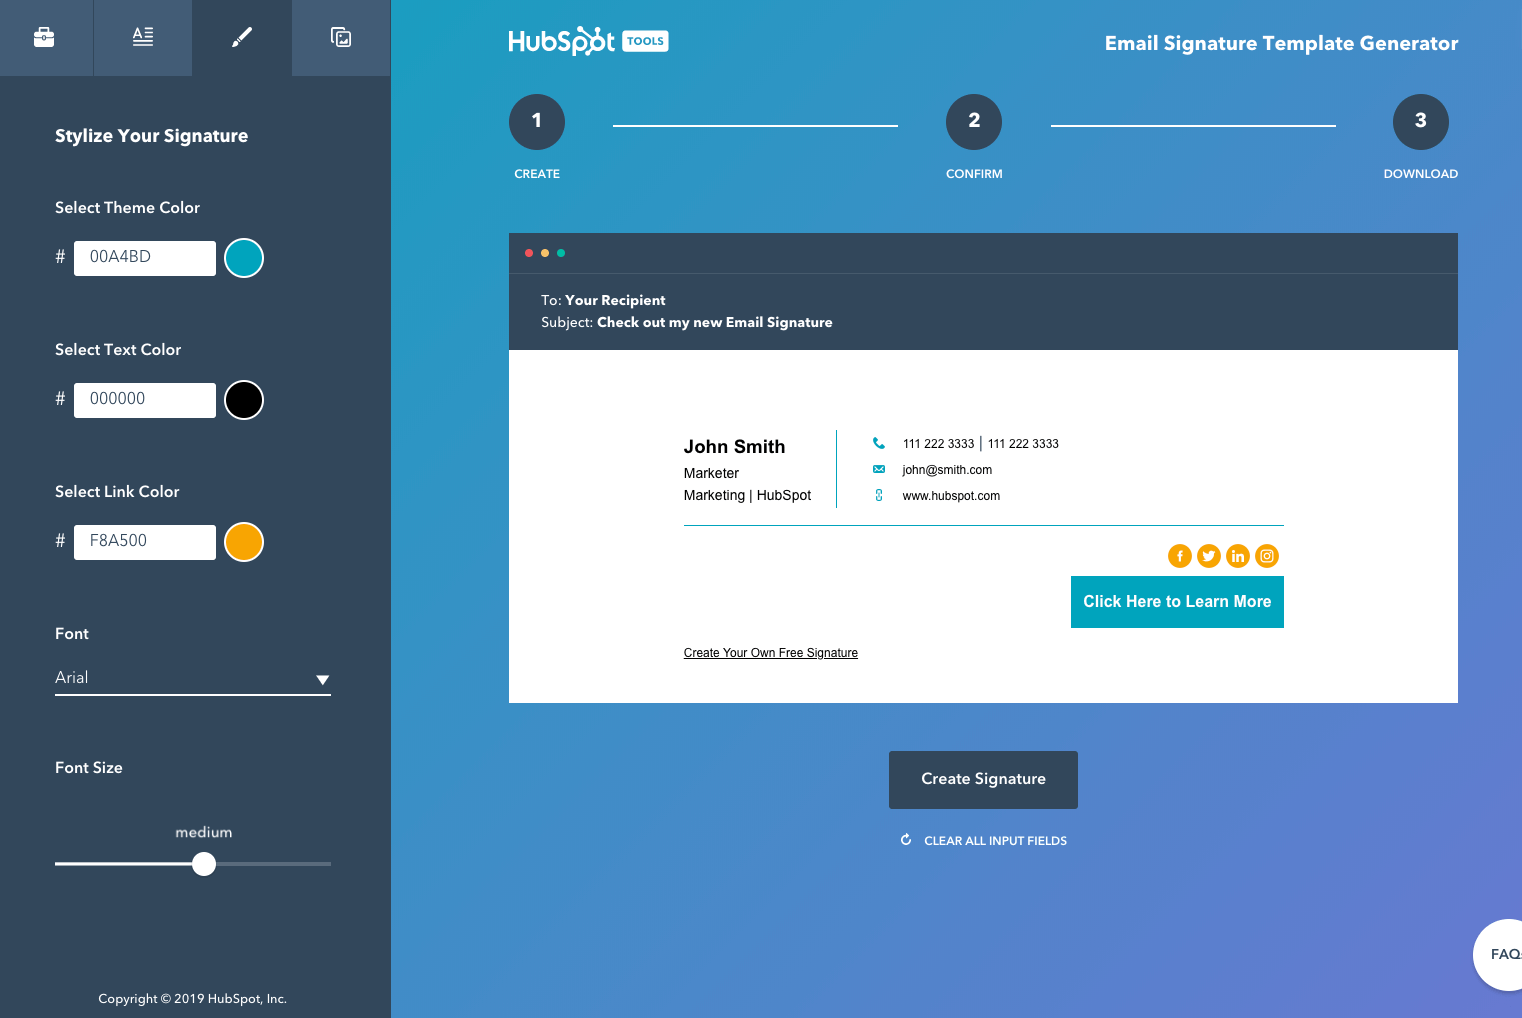 Stylize Your Signature
Select Theme Color
# 00A4BD
Select Text Color
# 000000
Select Link Color
# F8A500
Font
Arial
Font Size
medium
Copyright © 2019 HubSpot, Inc.
HubSpot TOOLS
Email Signature Template Generator
1
2
3
CREATE
CONFIRM
DOWNLOAD
To: Your Recipient
Subject: Check out my new Email Signature
John Smith
Marketer
Marketing | HubSpot
111 222 3333 | 111 222 3333
john@smith.com
www.hubspot.com
Click Here to Learn More
Create Your Own Free Signature
Create Signature
CLEAR ALL INPUT FIELDS
FAQ